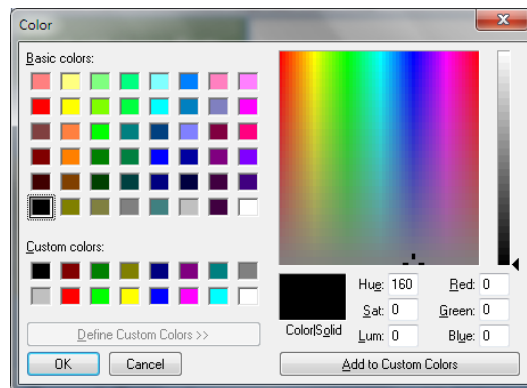 Color
Basic colors:
Custom colors:
Define Custom Colors >>
OK Cancel
Color|Solid
Hue: 160 Red: 0
Sat: 0 Green: 0
Lum: 0 Blue: 0
Add to Custom Colors